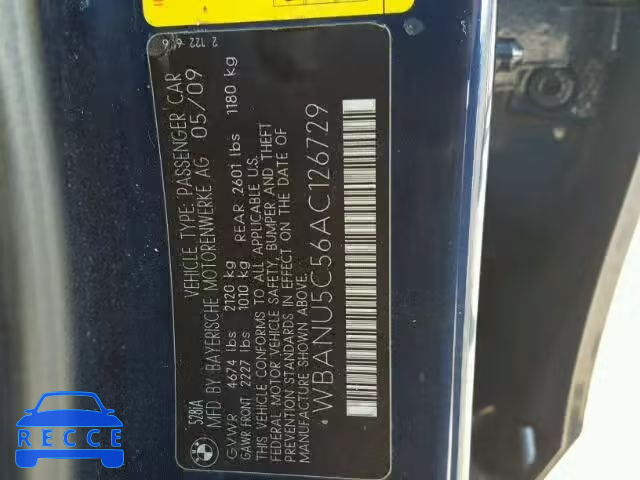 528iA
VEHICLE TYPE: PASSENGER CAR
MFD BY BAYERISCHE MOTORENWERKE AG 05/09
GVWR 4674 lbs 2120 kg
GAWR FRONT 2227 lbs 1010 kg REAR 2601 lbs 1180 kg
THIS VEHICLE CONFORMS TO ALL APPLICABLE U.S.
FEDERAL MOTOR VEHICLE SAFETY, BUMPER AND THEFT
PREVENTION STANDARDS IN EFFECT ON THE DATE OF
MANUFACTURE SHOWN ABOVE.
WBANU5C56AC126729
RECCE